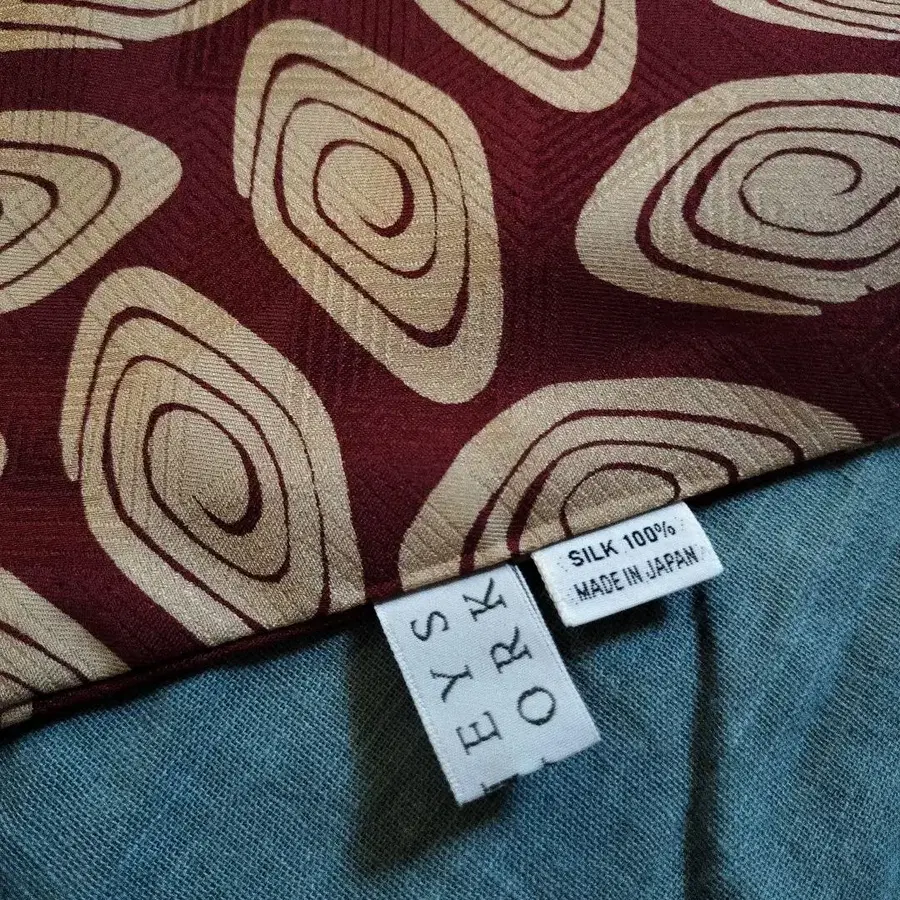 SILK 100%
MADE IN JAPAN
EYS
ORK